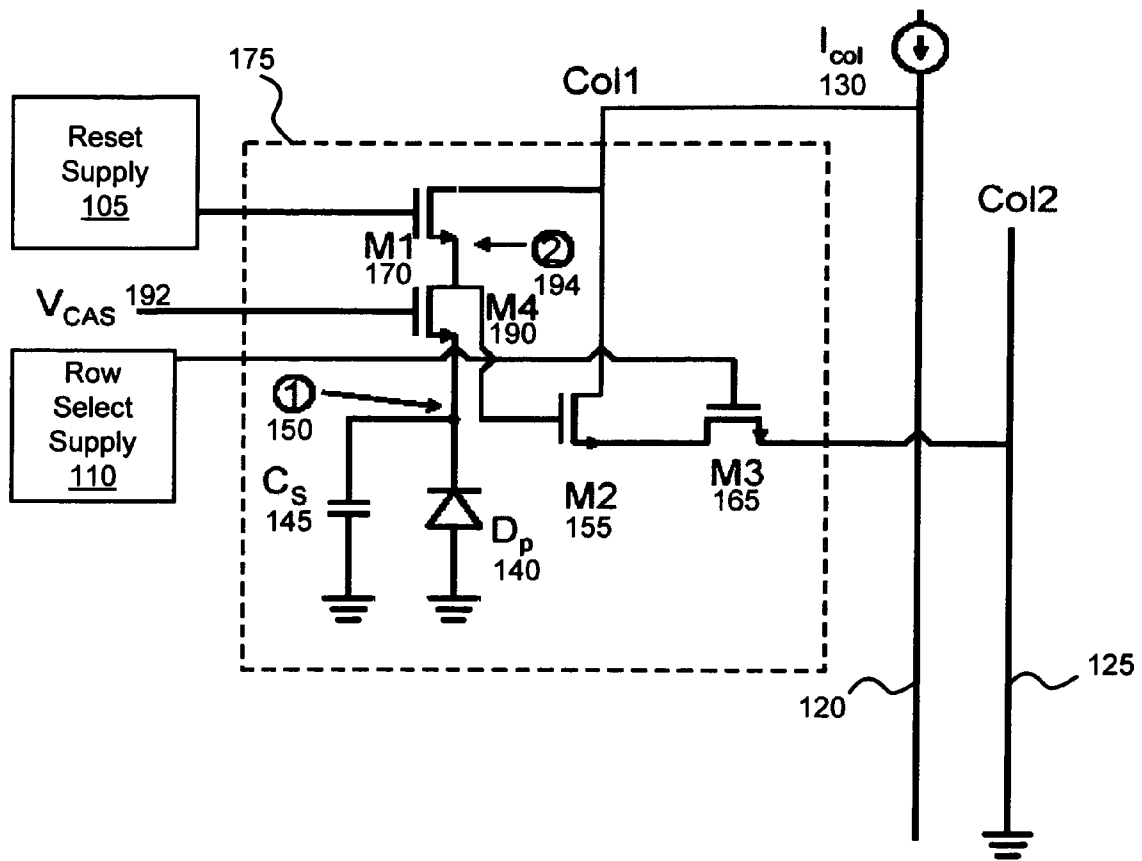 I_col
130
175
Col1
Reset
Supply
105
Col2
M1
170
②
194
V_CAS 192
M4
190
Row
Select
Supply
110
①
150
C_S
145
M2
155
M3
165
D_p
140
120
125